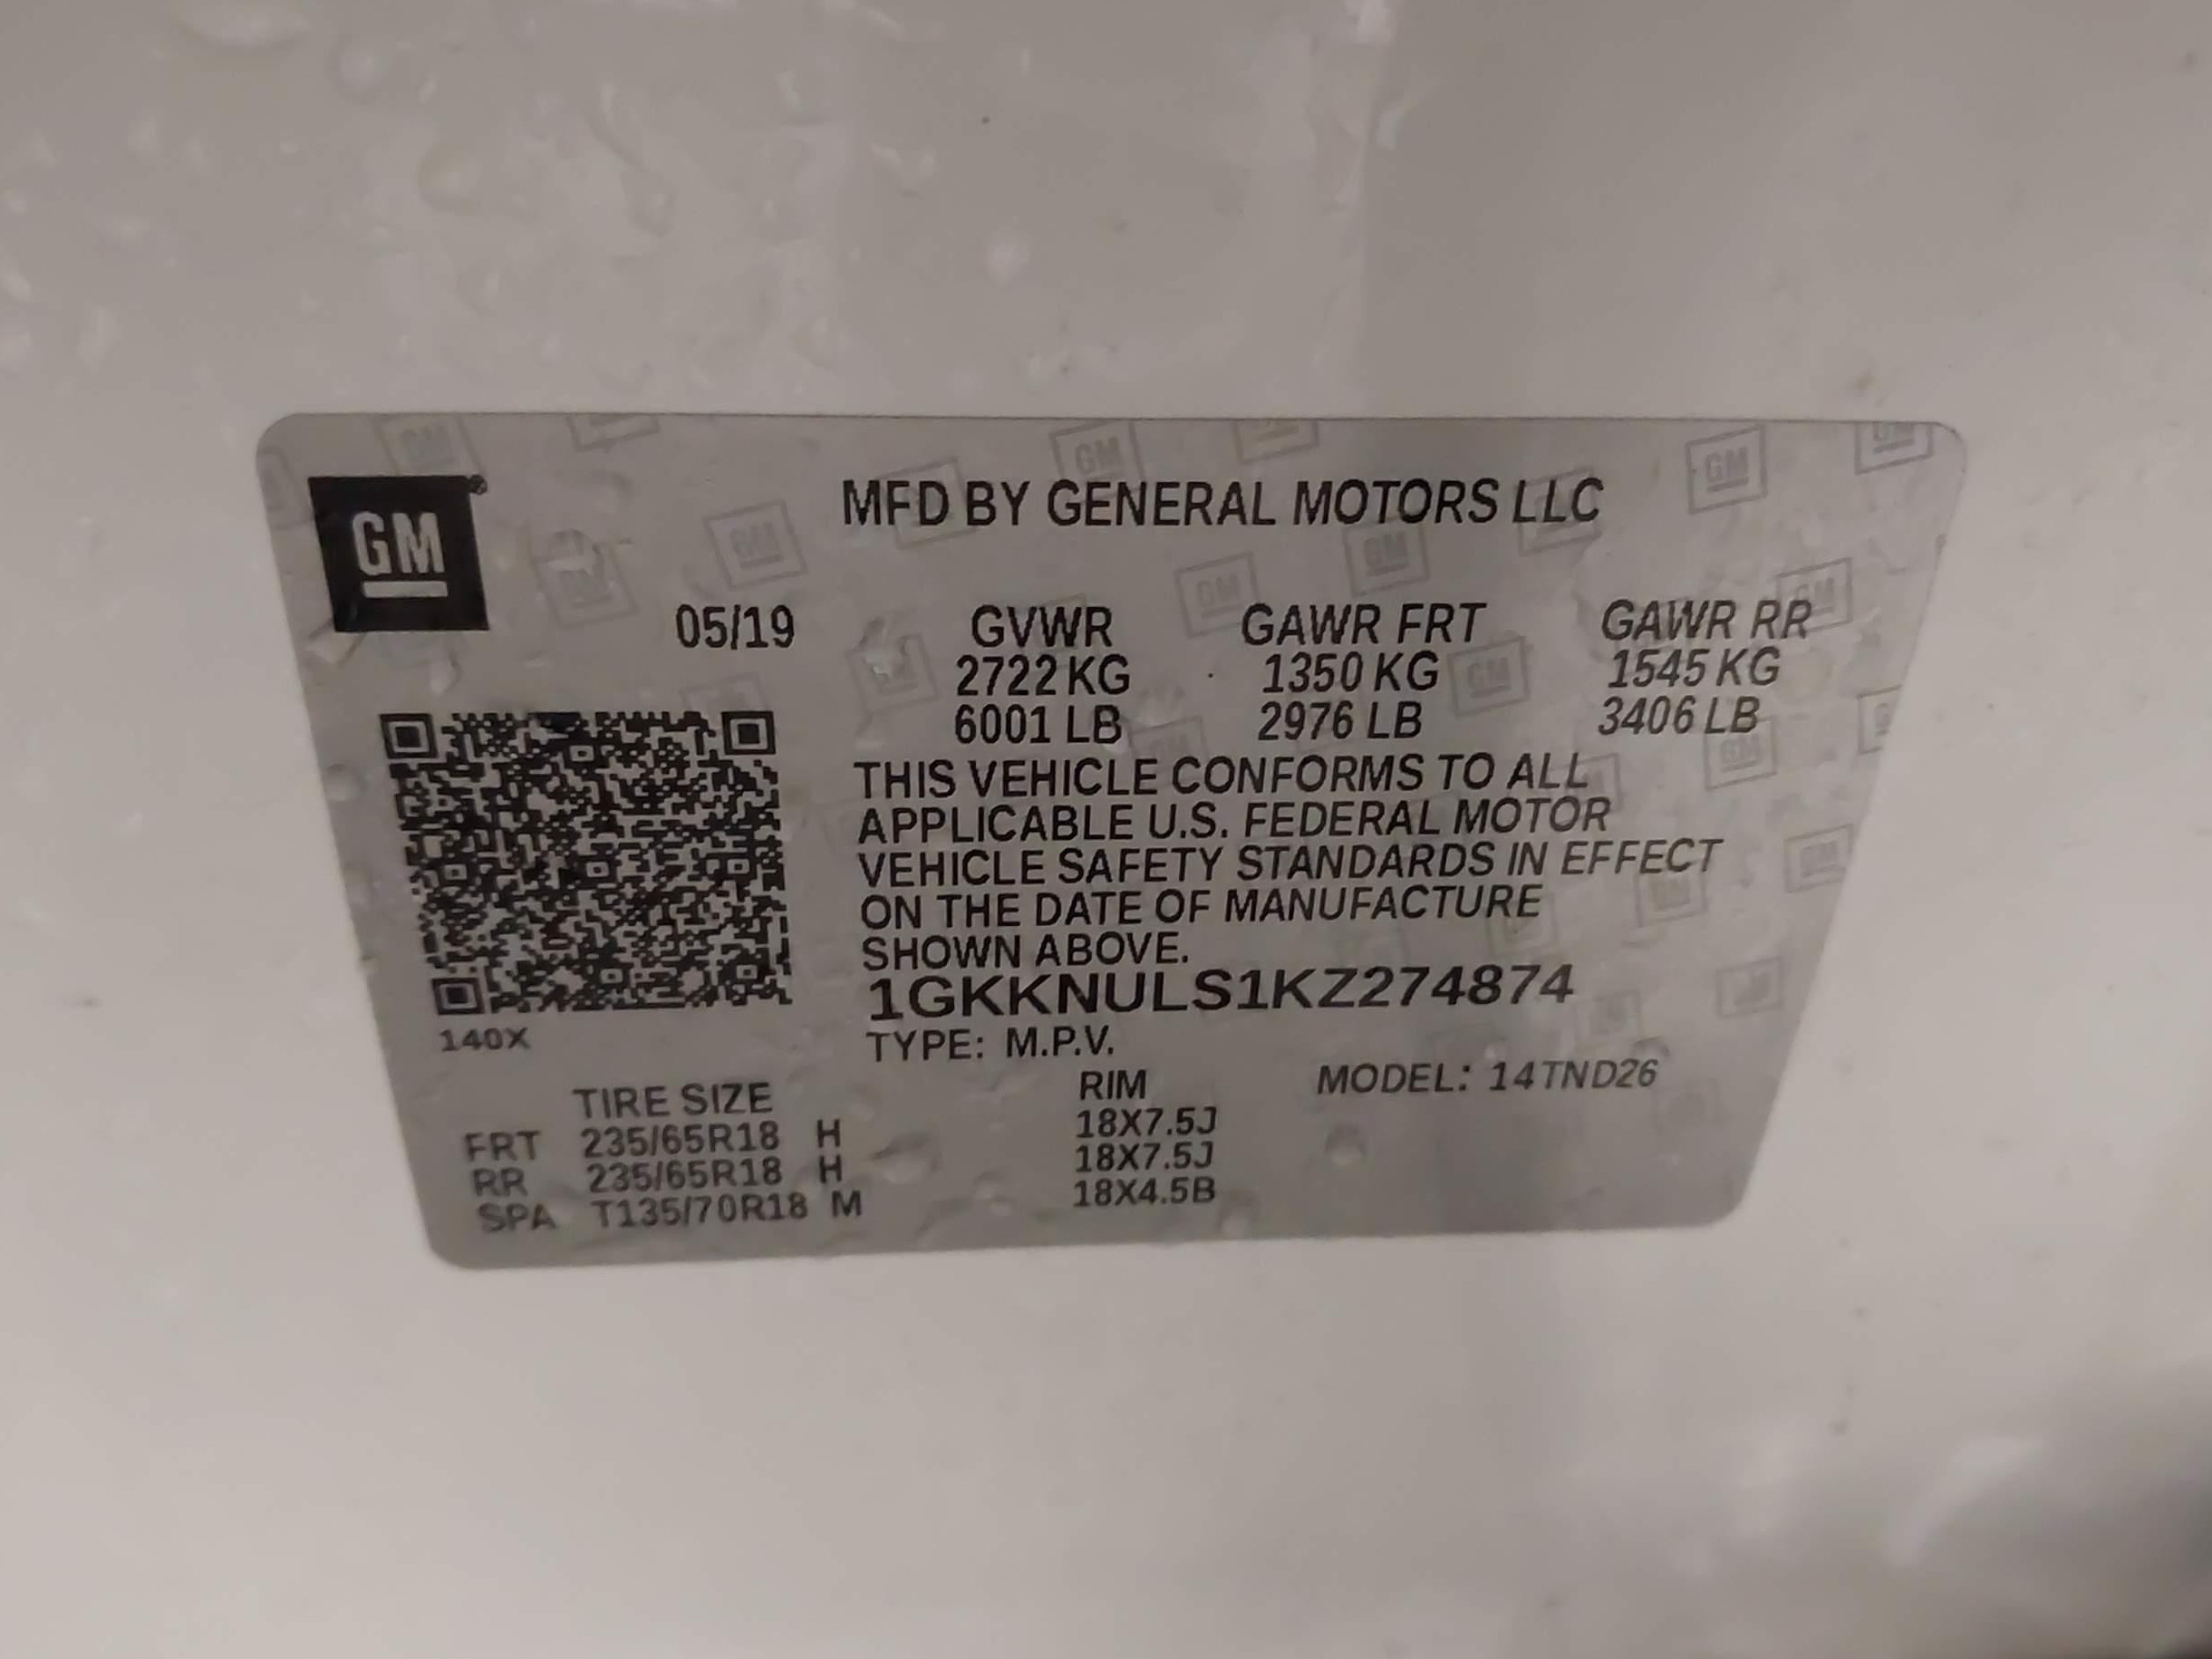 GM
MFD BY GENERAL MOTORS LLC
05/19 GVWR GAWR FRT GAWR RR
2722 KG 1350 KG 1545 KG
6001 LB 2976 LB 3406 LB
THIS VEHICLE CONFORMS TO ALL
APPLICABLE U.S. FEDERAL MOTOR
VEHICLE SAFETY STANDARDS IN EFFECT
ON THE DATE OF MANUFACTURE
SHOWN ABOVE.
1GKKNULS1KZ274874
140X
TYPE: M.P.V.
MODEL: 14TND26
TIRE SIZE RIM
FRT 235/65R18 H 18X7.5J
RR 235/65R18 H 18X7.5J
SPA T135/70R18 M 18X4.5B